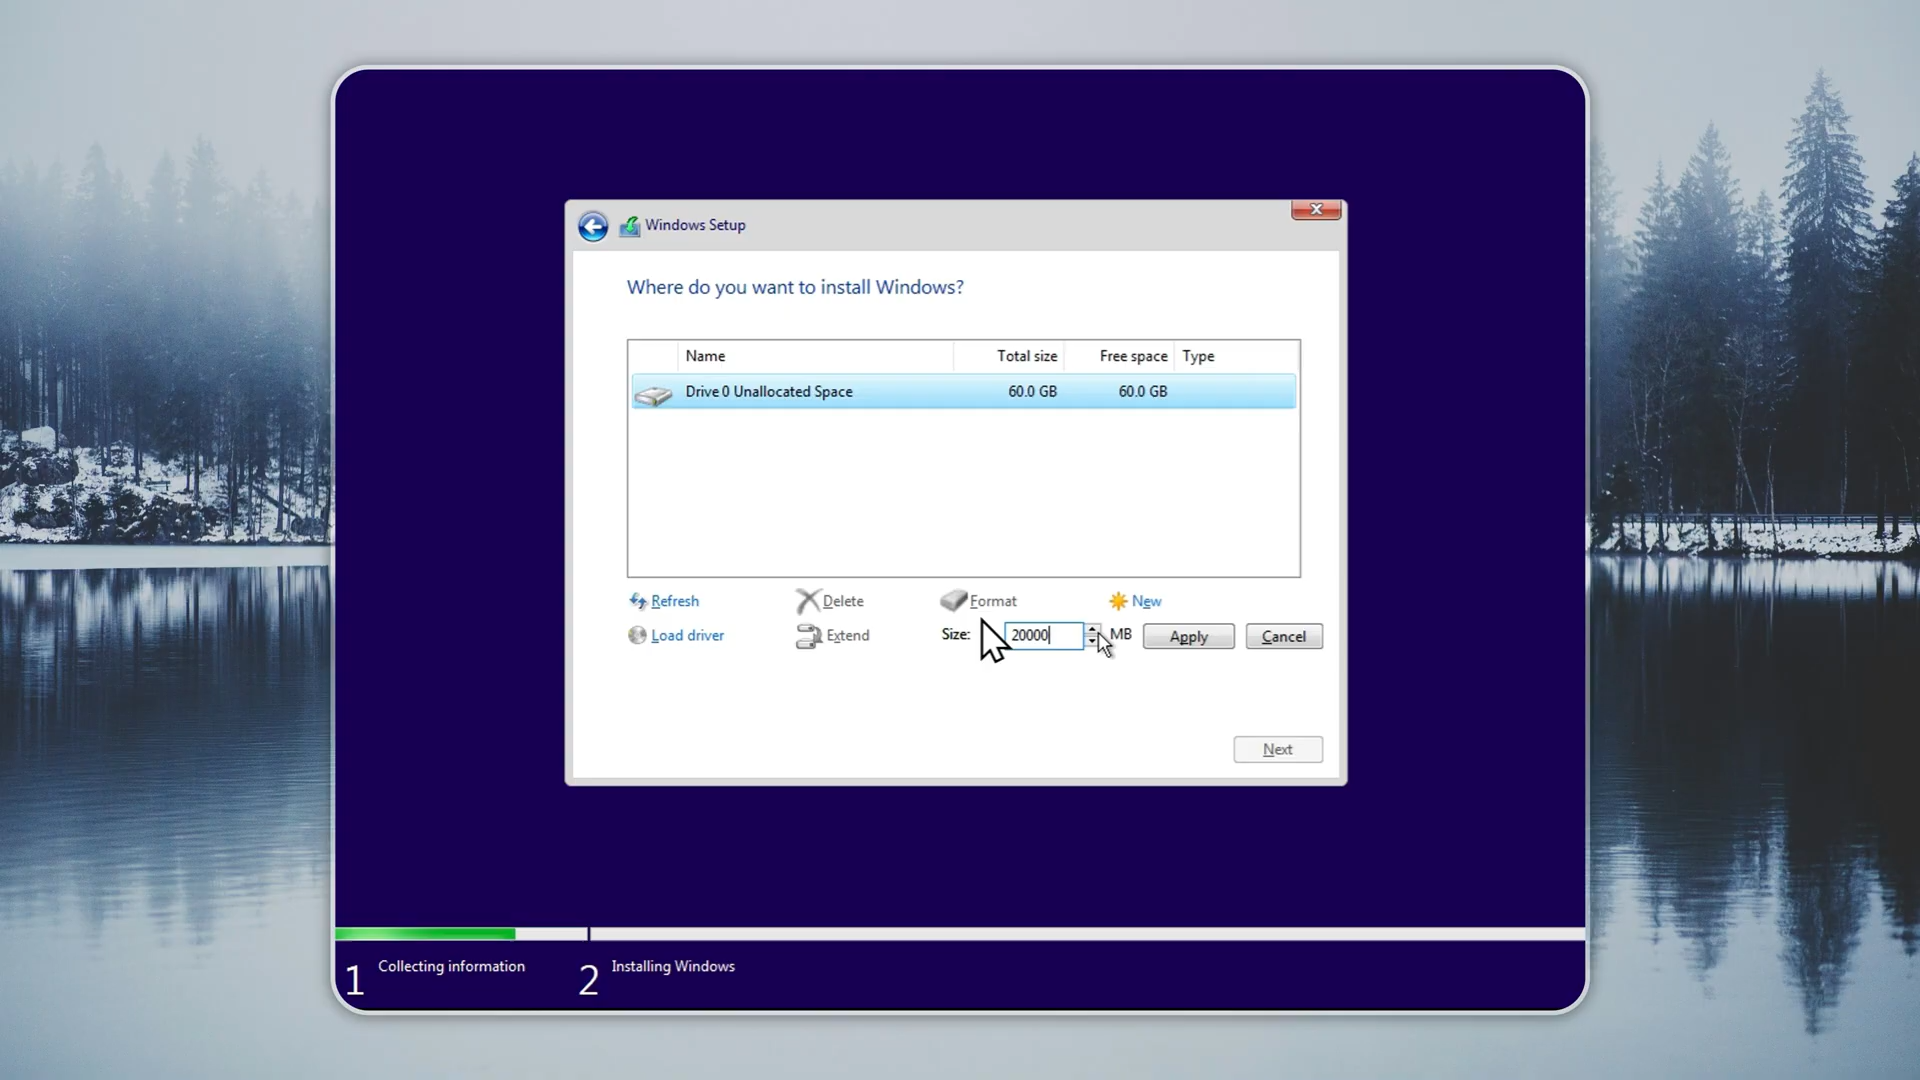 Windows Setup
Where do you want to install Windows?
Name Total size Free space Type
Drive 0 Unallocated Space 60.0 GB 60.0 GB
Refresh Delete Format New
Load driver Extend Size: 20000 MB Apply Cancel
Next
1 Collecting information 2 Installing Windows